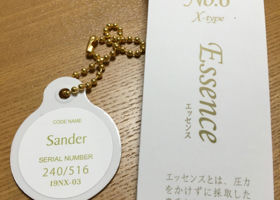 CODE NAME
Sander
SERIAL NUMBER
240/516
19NX-03
No.6
X-type
Essence
エッセンス
エッセンスとは、圧力
をかけずに採取した